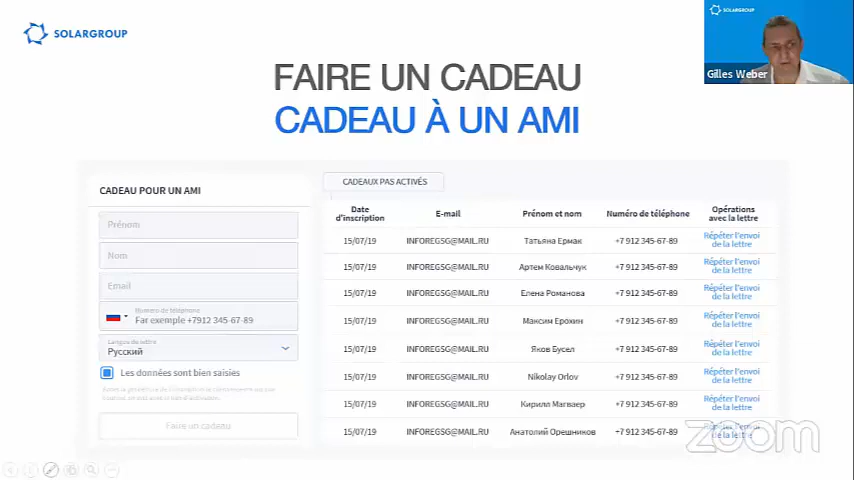 SOLARGROUP
SOLARGROUP
Gilles Weber
FAIRE UN CADEAU
CADEAU À UN AMI
CADEAU POUR UN AMI
Prénom
Nom
Email
Numéro de téléphone
Far exemple +7912 345-67-89
Langue de lettre
Русский
Les données sont bien saisies
Faire un cadeau
CADEAUX PAS ACTIVÉS
Date d'inscription E-mail Prénom et nom Numéro de téléphone Opérations avec la lettre
15/07/19 INFOREGSG@MAIL.RU Татьяна Ермак +7 912 345-67-89 Répéter l'envoi de la lettre
15/07/19 INFOREGSG@MAIL.RU Артем Ковальчук +7 912 345-67-89 Répéter l'envoi de la lettre
15/07/19 INFOREGSG@MAIL.RU Елена Романова +7 912 345-67-89 Répéter l'envoi de la lettre
15/07/19 INFOREGSG@MAIL.RU Максим Ерохин +7 912 345-67-89 Répéter l'envoi de la lettre
15/07/19 INFOREGSG@MAIL.RU Яков Бусел +7 912 345-67-89 Répéter l'envoi de la lettre
15/07/19 INFOREGSG@MAIL.RU Nikolay Orlov +7 912 345-67-89 Répéter l'envoi de la lettre
15/07/19 INFOREGSG@MAIL.RU Кирилл Магваер +7 912 345-67-89 Répéter l'envoi de la lettre
15/07/19 INFOREGSG@MAIL.RU Анатолий Орешников +7 912 345-67-89 Répéter l'envoi de la lettre
zoom